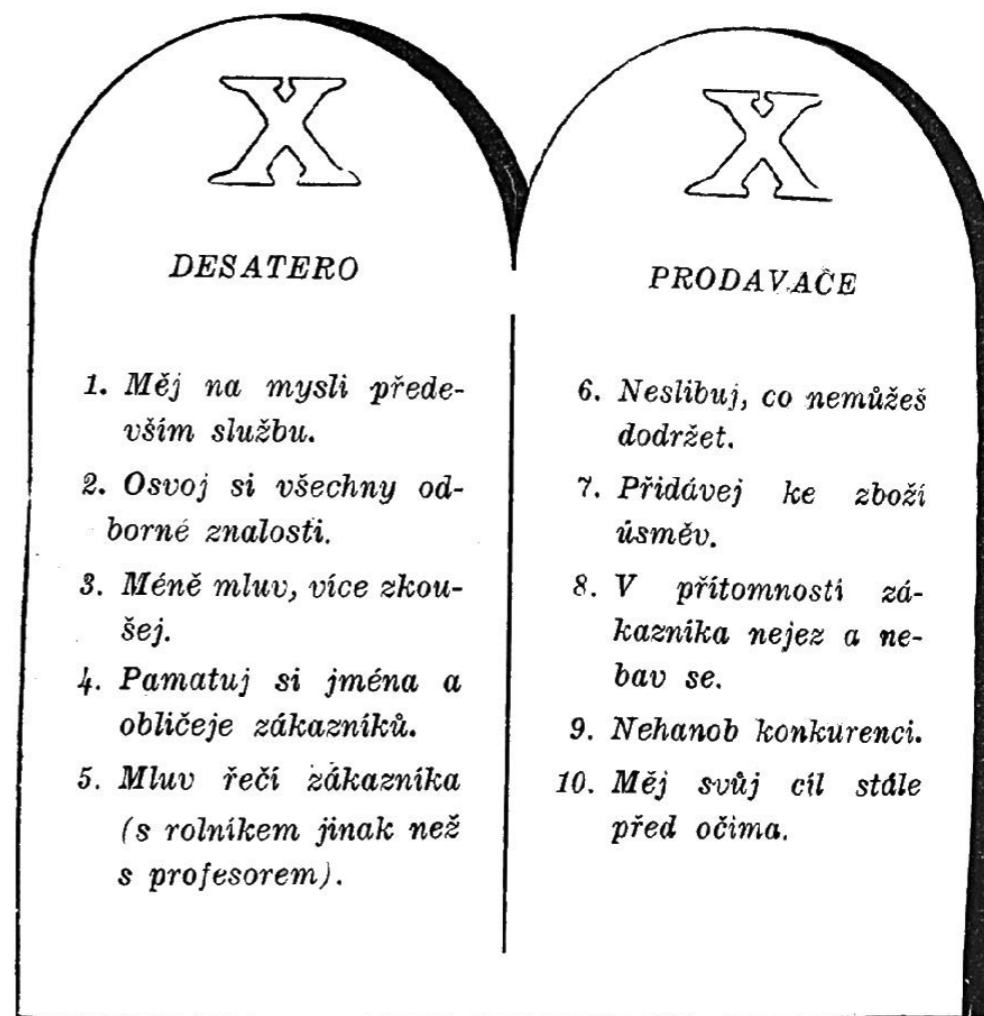 X
DESATERO
1. Měj na mysli přede-
vším službu.
2. Osvoj si všechny od-
borné znalosti.
3. Méně mluv, více zkou-
šej.
4. Pamatuj si jména a
obličeje zákazníků.
5. Mluv řečí zákazníka
(s rolníkem jinak než
s profesorem).
X
PRODAVAČE
6. Neslibuj, co nemůžeš
dodržet.
7. Přidávej ke zboží
úsměv.
8. V přítomnosti zá-
kazníka nejez a ne-
bav se.
9. Nehanob konkurenci.
10. Měj svůj cíl stále
před očima.